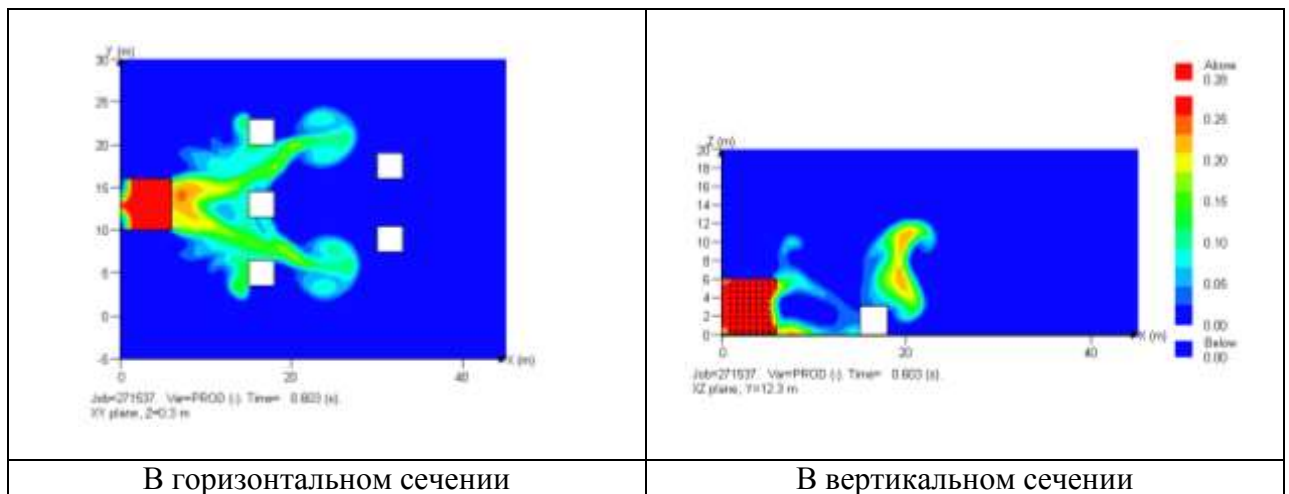 Y (m)
30
25
20
15
10
5
0
-5
0
20
40
X (m)
Job=271537. Var=PROD (-). Time= 0.603 (s).
XY plane, Z=0.3 m
Z (m)
20
18
16
14
12
10
8
6
4
2
0
0
20
40
X (m)
Job=271537. Var=PROD (-). Time= 0.603 (s).
XZ plane, Y=12.3 m
Above
0.28
0.25
0.20
0.15
0.10
0.05
0.00
Below
0.00
В горизонтальном сечении
В вертикальном сечении